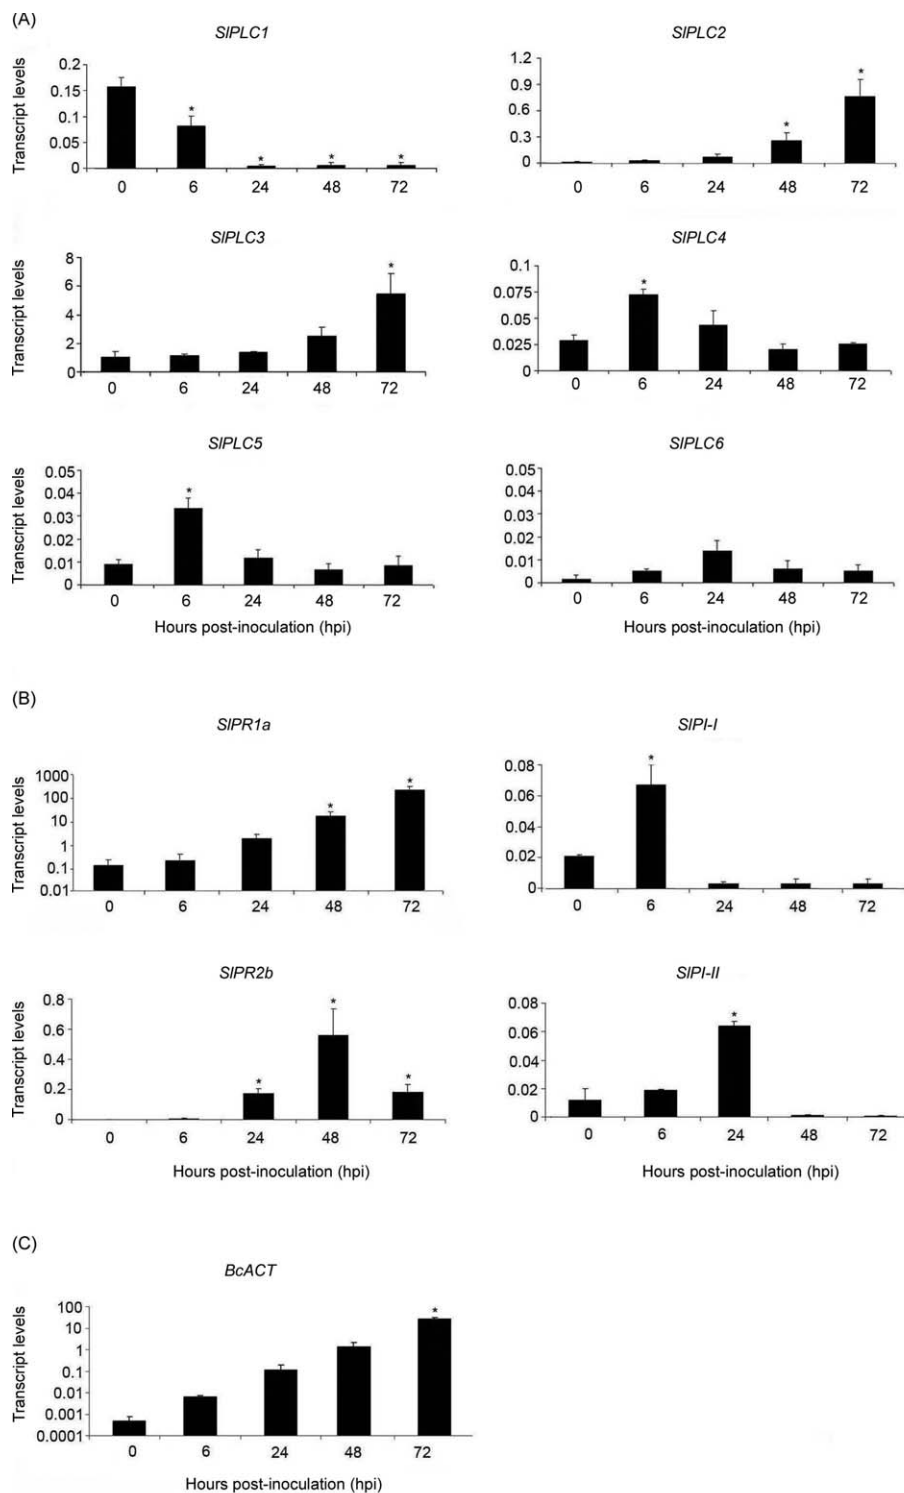 (A)
SlPLC1
Transcript levels
0.2
0.15
0.1
0.05
0
*
*
*
*
0 6 24 48 72
SlPLC2
1.2
0.9
0.6
0.3
0
*
*
0 6 24 48 72
SlPLC3
Transcript levels
8
6
4
2
0
*
0 6 24 48 72
SlPLC4
0.1
0.075
0.05
0.025
0
*
0 6 24 48 72
SlPLC5
Transcript levels
0.05
0.04
0.03
0.02
0.01
0
*
0 6 24 48 72
Hours post-inoculation (hpi)
SlPLC6
0.05
0.04
0.03
0.02
0.01
0
0 6 24 48 72
Hours post-inoculation (hpi)
(B)
SlPR1a
Transcript levels
1000
100
10
1
0.1
0.01
*
*
0 6 24 48 72
SlPI-I
0.08
0.06
0.04
0.02
0
*
0 6 24 48 72
SlPR2b
Transcript levels
0.8
0.6
0.4
0.2
0
*
*
*
0 6 24 48 72
Hours post-inoculation (hpi)
SlPI-II
0.08
0.06
0.04
0.02
0
*
0 6 24 48 72
Hours post-inoculation (hpi)
(C)
BcACT
Transcript levels
100
10
1
0.1
0.01
0.001
0.0001
*
0 6 24 48 72
Hours post-inoculation (hpi)